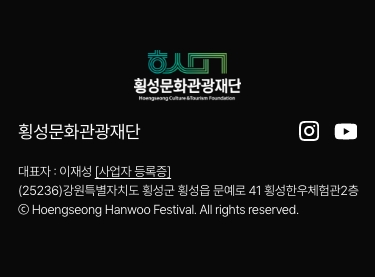 횡성문화관광재단
Hoengseong Culture & Tourism Foundation
횡성문화관광재단
대표자 : 이재성 [사업자 등록증]
(25236)강원특별자치도 횡성군 횡성읍 문예로 41 횡성한우체험관2층
ⓒ Hoengseong Hanwoo Festival. All rights reserved.